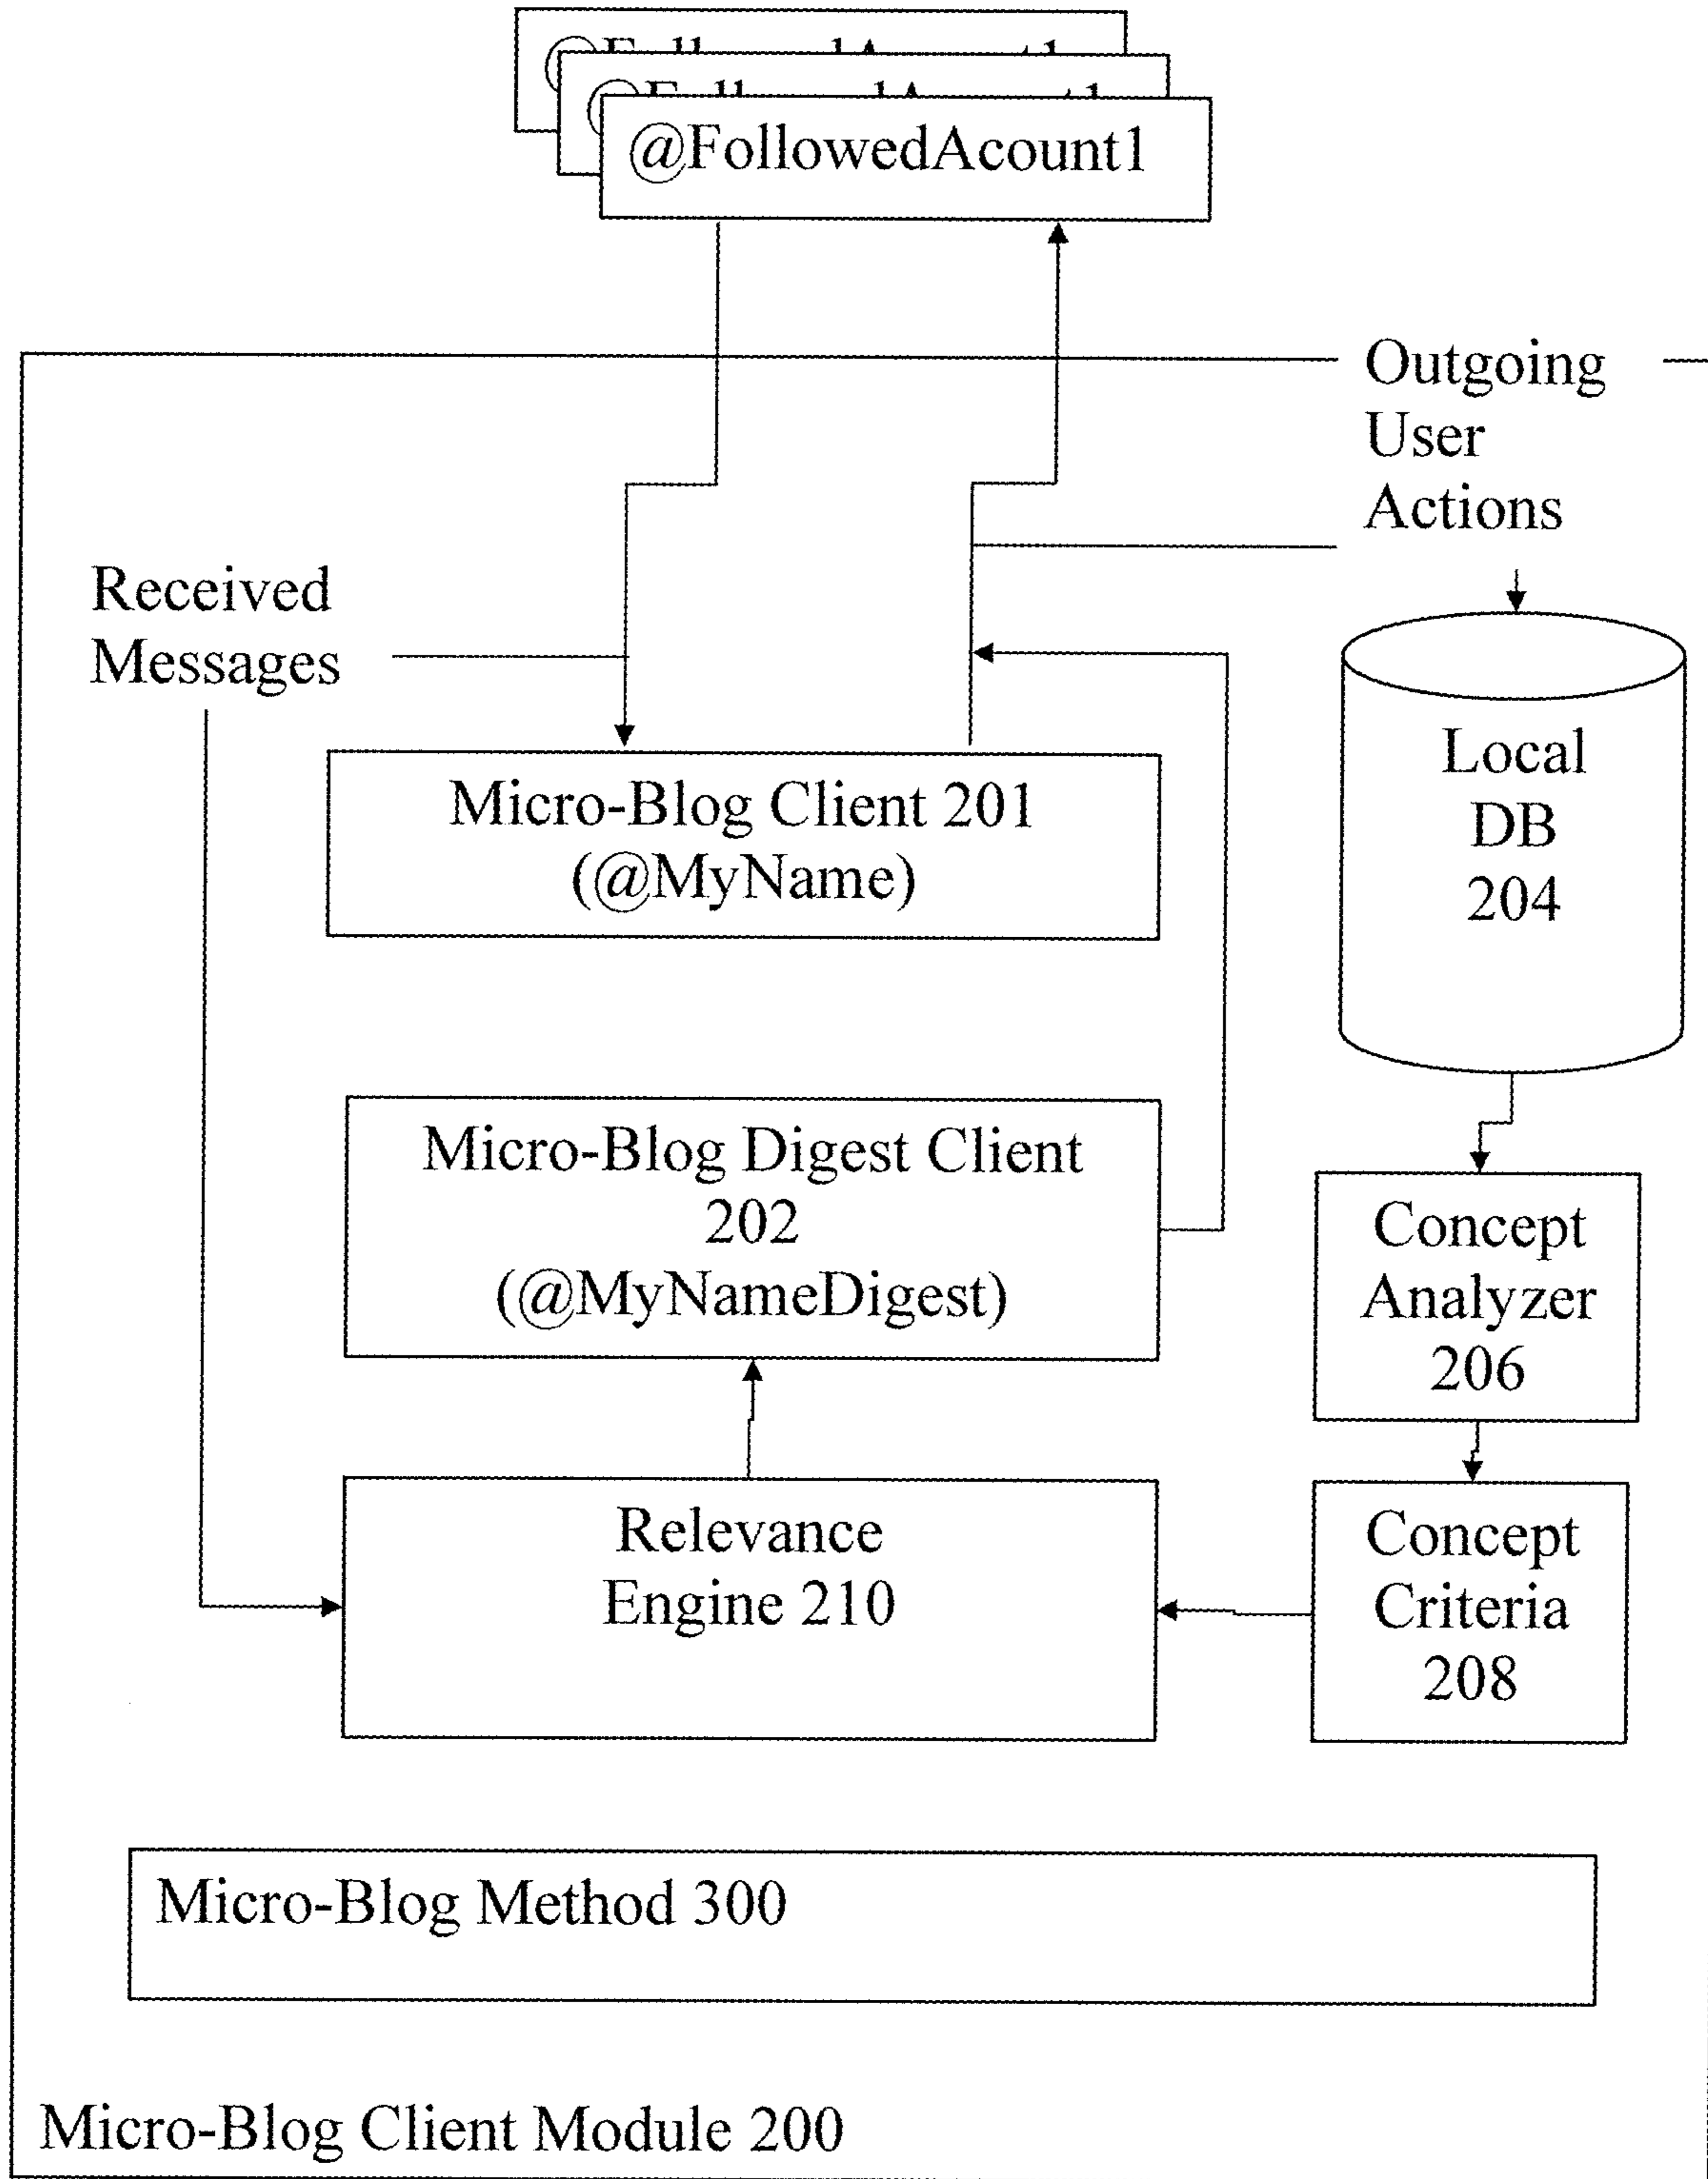 @FollowedAcount1
Outgoing
User
Actions
Received
Messages
Micro-Blog Client 201
(@MyName)
Local
DB
204
Micro-Blog Digest Client
202
(@MyNameDigest)
Concept
Analyzer
206
Relevance
Engine 210
Concept
Criteria
208
Micro-Blog Method 300
Micro-Blog Client Module 200